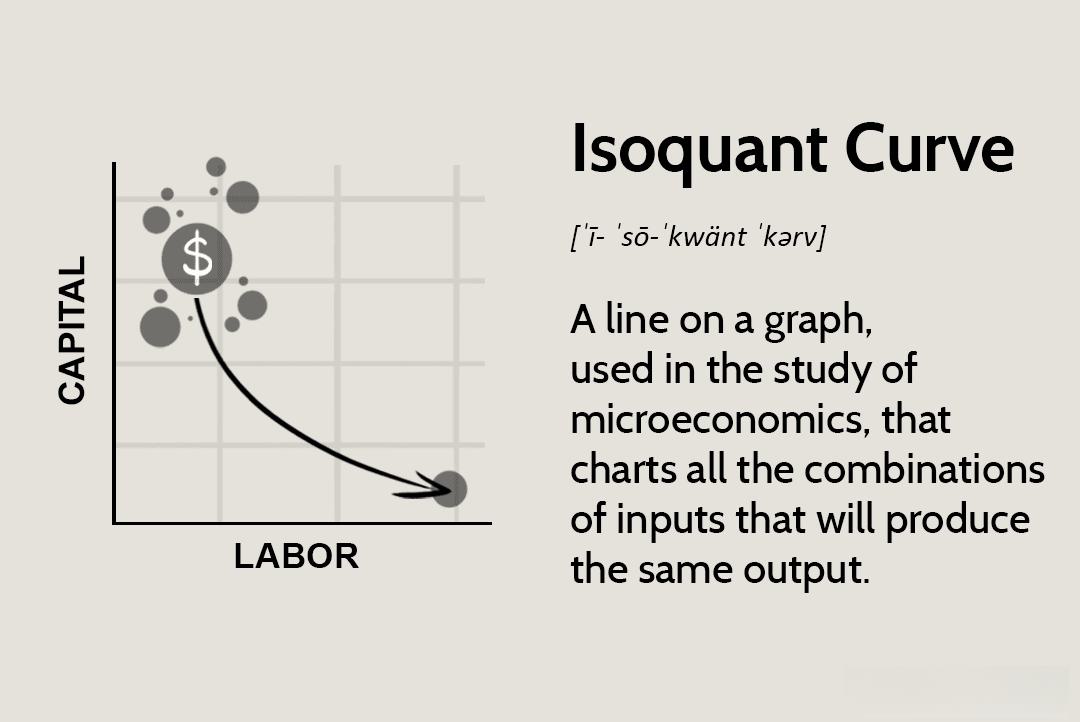 Isoquant Curve
[ˈī- ˈsō-ˈkwänt ˈkərv]
A line on a graph,
used in the study of
microeconomics, that
charts all the combinations
of inputs that will produce
the same output.
CAPITAL
$
LABOR